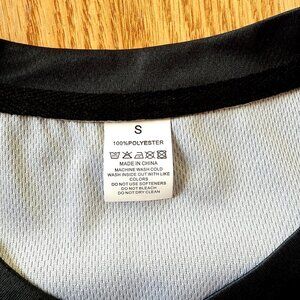 S
100%POLYESTER
MADE IN CHINA
MACHINE WASH COLD
WASH INSIDE OUT WITH LIKE
COLORS
DO NOT USE SOFTENERS
DO NOT BLEACH
DO NOT DRY CLEAN